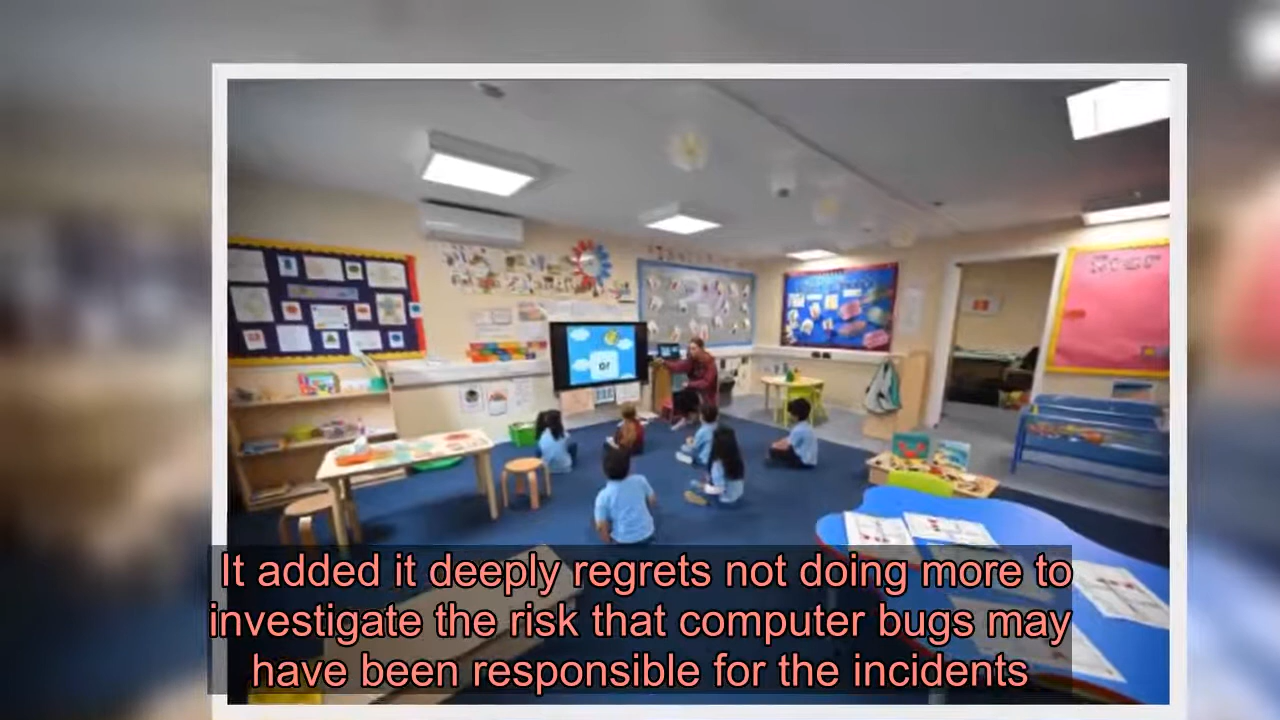 or
It added it deeply regrets not doing more to
investigate the risk that computer bugs may
have been responsible for the incidents